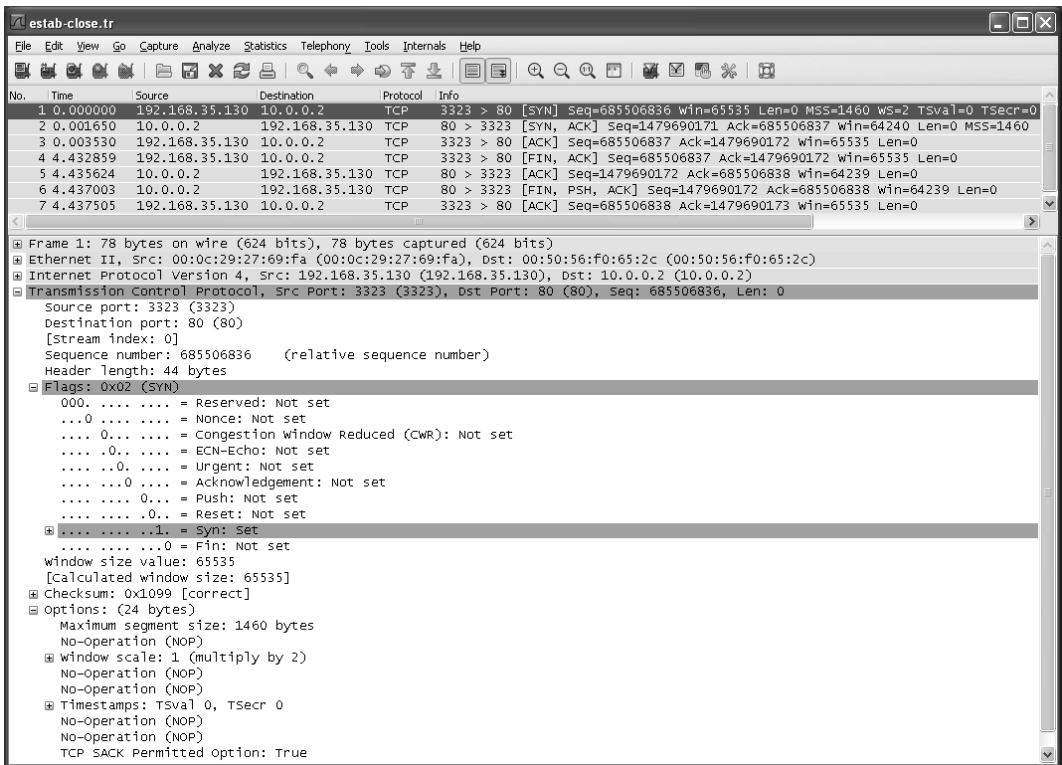 estab-close.tr
File Edit View Go Capture Analyze Statistics Telephony Tools Internals Help
No. Time Source Destination Protocol Info
1 0.000000 192.168.35.130 10.0.0.2 TCP 3323 > 80 [SYN] Seq=685506836 Win=65535 Len=0 MSS=1460 WS=2 TSval=0 TSecr=0
2 0.001650 10.0.0.2 192.168.35.130 TCP 80 > 3323 [SYN, ACK] Seq=1479690171 Ack=685506837 Win=64240 Len=0 MSS=1460
3 0.003530 192.168.35.130 10.0.0.2 TCP 3323 > 80 [ACK] Seq=685506837 Ack=1479690172 Win=65535 Len=0
4 4.432859 192.168.35.130 10.0.0.2 TCP 3323 > 80 [FIN, ACK] Seq=685506837 Ack=1479690172 Win=65535 Len=0
5 4.435624 10.0.0.2 192.168.35.130 TCP 80 > 3323 [ACK] Seq=1479690172 Ack=685506838 Win=64239 Len=0
6 4.437003 10.0.0.2 192.168.35.130 TCP 80 > 3323 [FIN, PSH, ACK] Seq=1479690172 Ack=685506838 Win=64239 Len=0
7 4.437505 192.168.35.130 10.0.0.2 TCP 3323 > 80 [ACK] Seq=685506838 Ack=1479690173 Win=65535 Len=0
Frame 1: 78 bytes on wire (624 bits), 78 bytes captured (624 bits)
Ethernet II, Src: 00:0c:29:27:69:fa (00:0c:29:27:69:fa), Dst: 00:50:56:f0:65:2c (00:50:56:f0:65:2c)
Internet Protocol Version 4, Src: 192.168.35.130 (192.168.35.130), Dst: 10.0.0.2 (10.0.0.2)
Transmission Control Protocol, Src Port: 3323 (3323), Dst Port: 80 (80), Seq: 685506836, Len: 0
Source port: 3323 (3323)
Destination port: 80 (80)
[Stream index: 0]
Sequence number: 685506836 (relative sequence number)
Header length: 44 bytes
Flags: 0x02 (SYN)
000. .... .... = Reserved: Not set
...0 .... .... = Nonce: Not set
.... 0... .... = Congestion Window Reduced (CWR): Not set
.... .0.. .... = ECN-Echo: Not set
.... ..0. .... = Urgent: Not set
.... ...0 .... = Acknowledgement: Not set
.... .... 0... = Push: Not set
.... .... .0.. = Reset: Not set
.... .... ..1. = Syn: Set
.... .... ...0 = Fin: Not set
Window size value: 65535
[Calculated window size: 65535]
Checksum: 0x1099 [correct]
Options: (24 bytes)
Maximum segment size: 1460 bytes
No-Operation (NOP)
Window scale: 1 (multiply by 2)
No-Operation (NOP)
No-Operation (NOP)
Timestamps: TSval 0, TSecr 0
No-Operation (NOP)
No-Operation (NOP)
TCP SACK Permitted Option: True